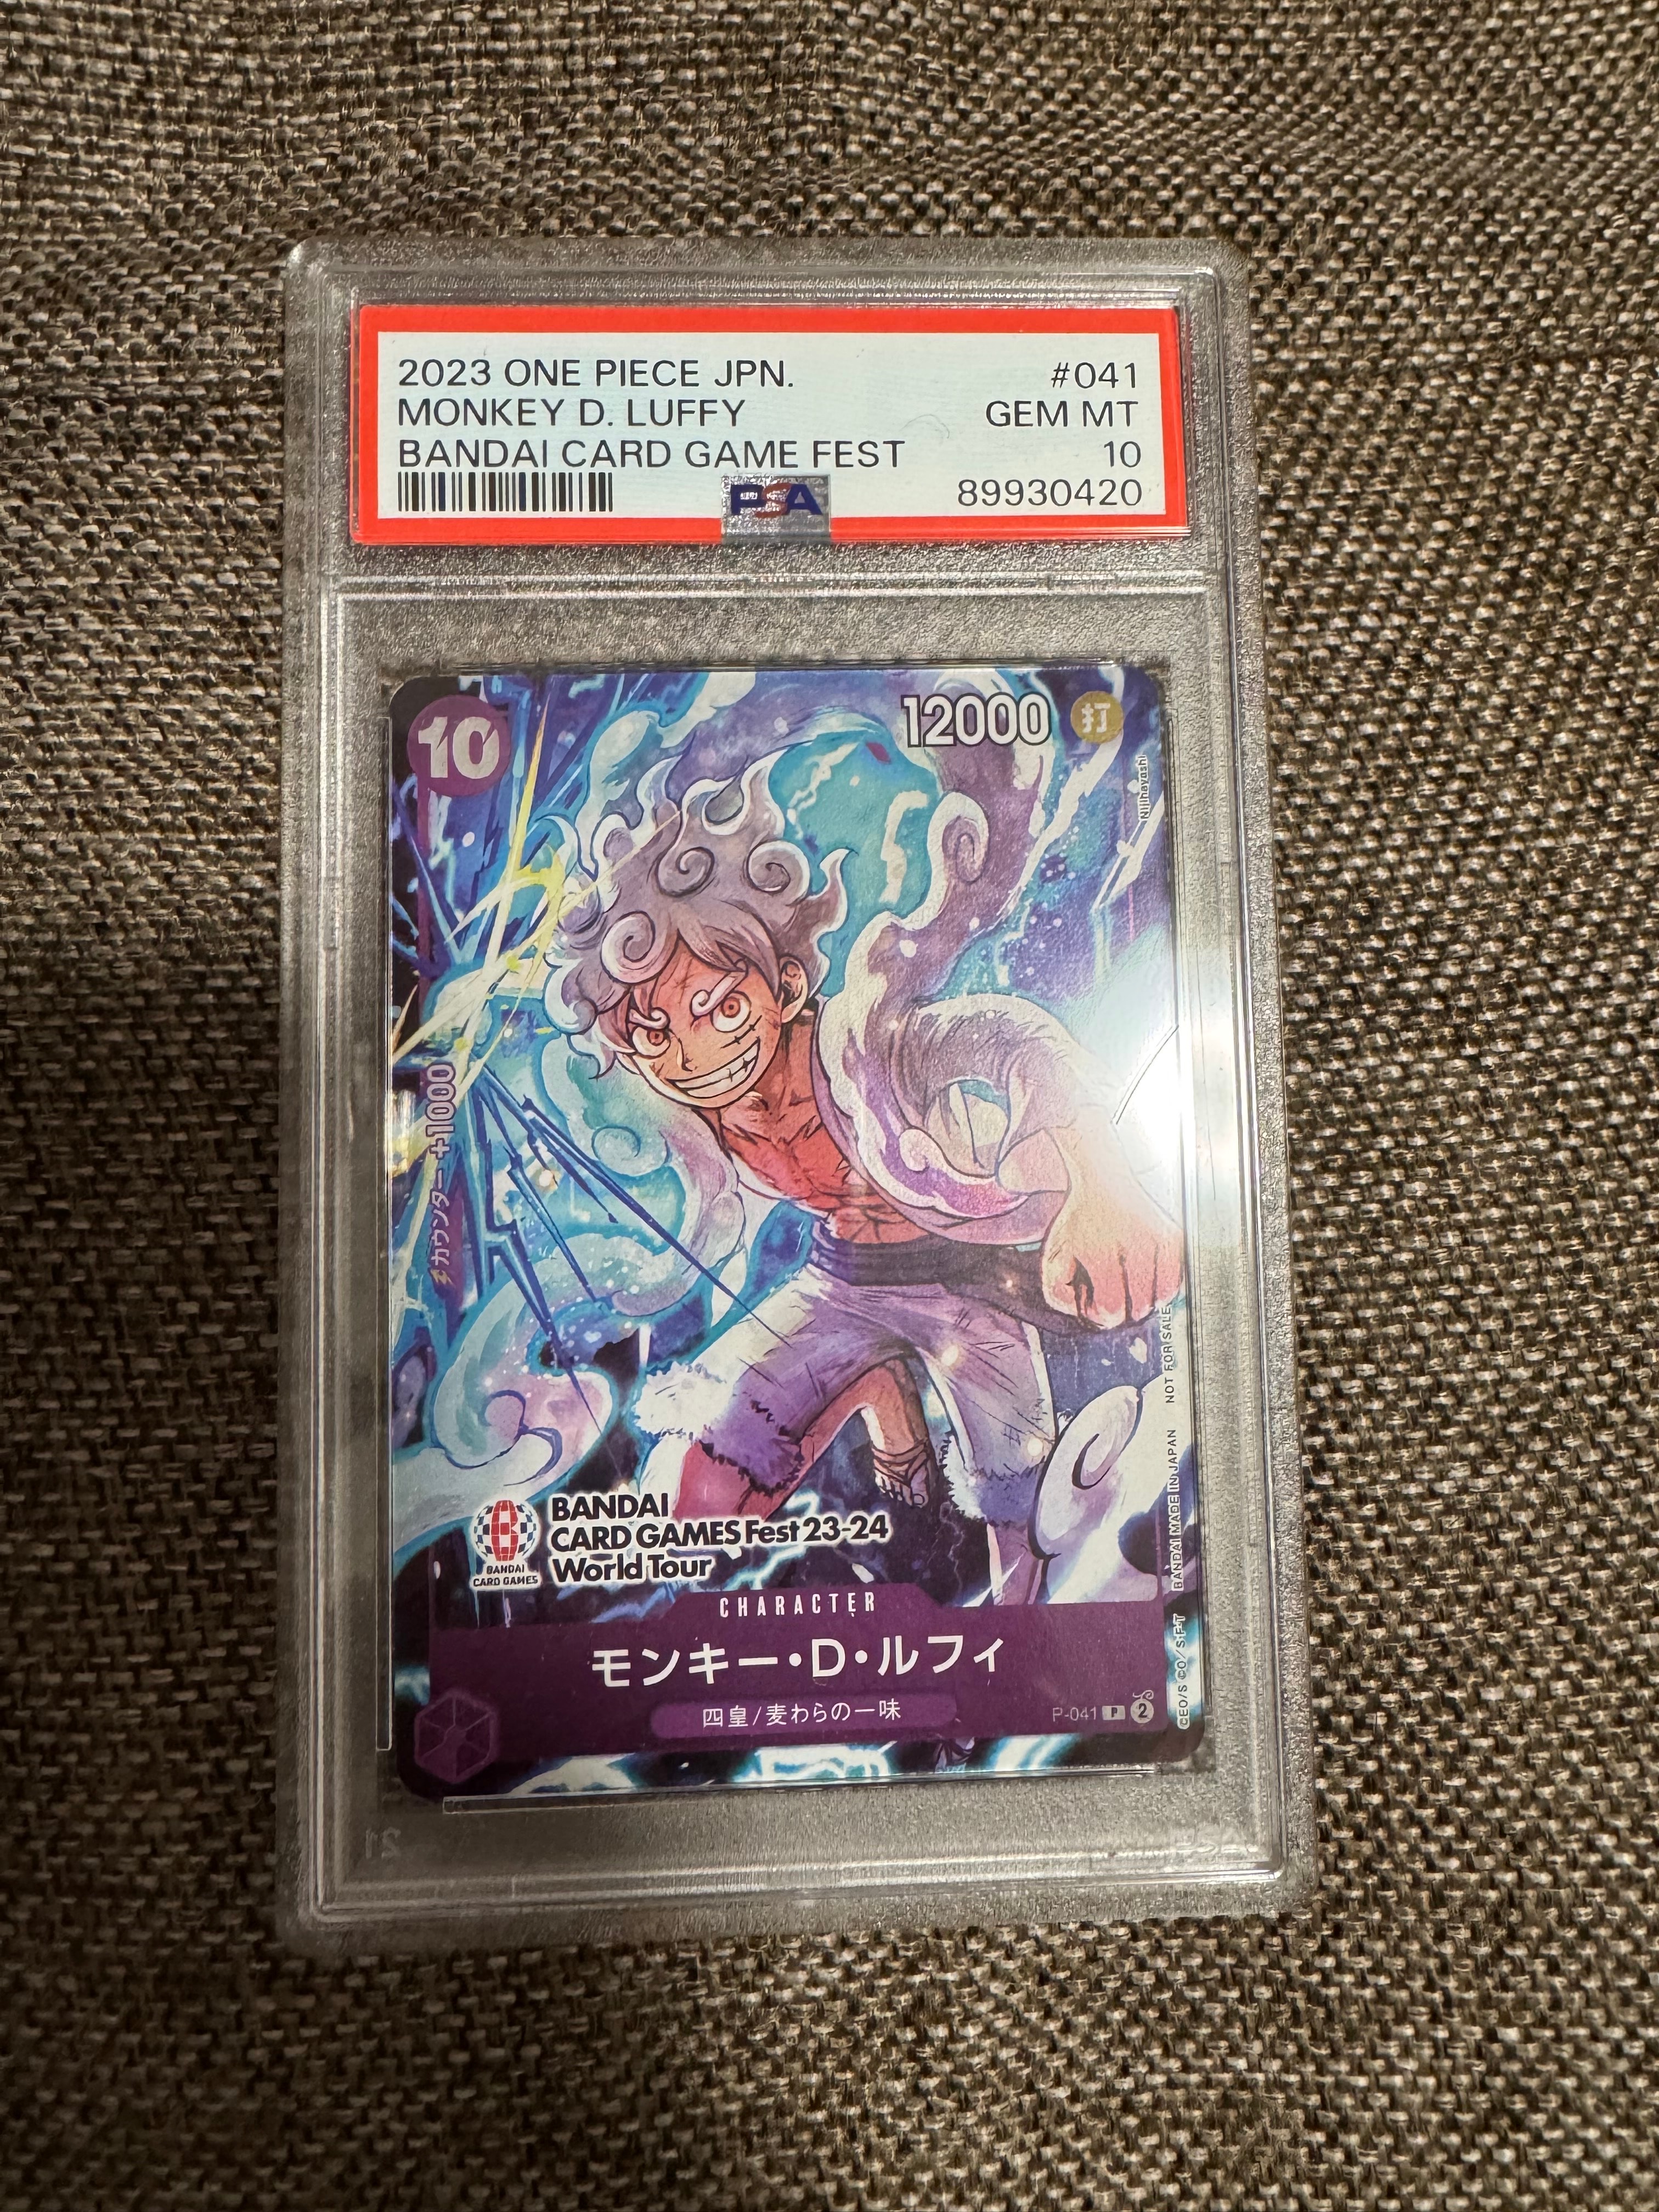 2023 ONE PIECE JPN. #041
MONKEY D. LUFFY GEM MT
BANDAI CARD GAME FEST 10
PSA 89930420
10
12000 打
Nijihayashi
カウンター +1000
NOT FOR SALE
BANDAI MADE IN JAPAN
BANDAI
CARD GAMES Fest 23-24
World Tour
BANDAI
CARD GAMES
CHARACTER
モンキー・D・ルフィ
四皇/麦わらの一味
P-041 P 2